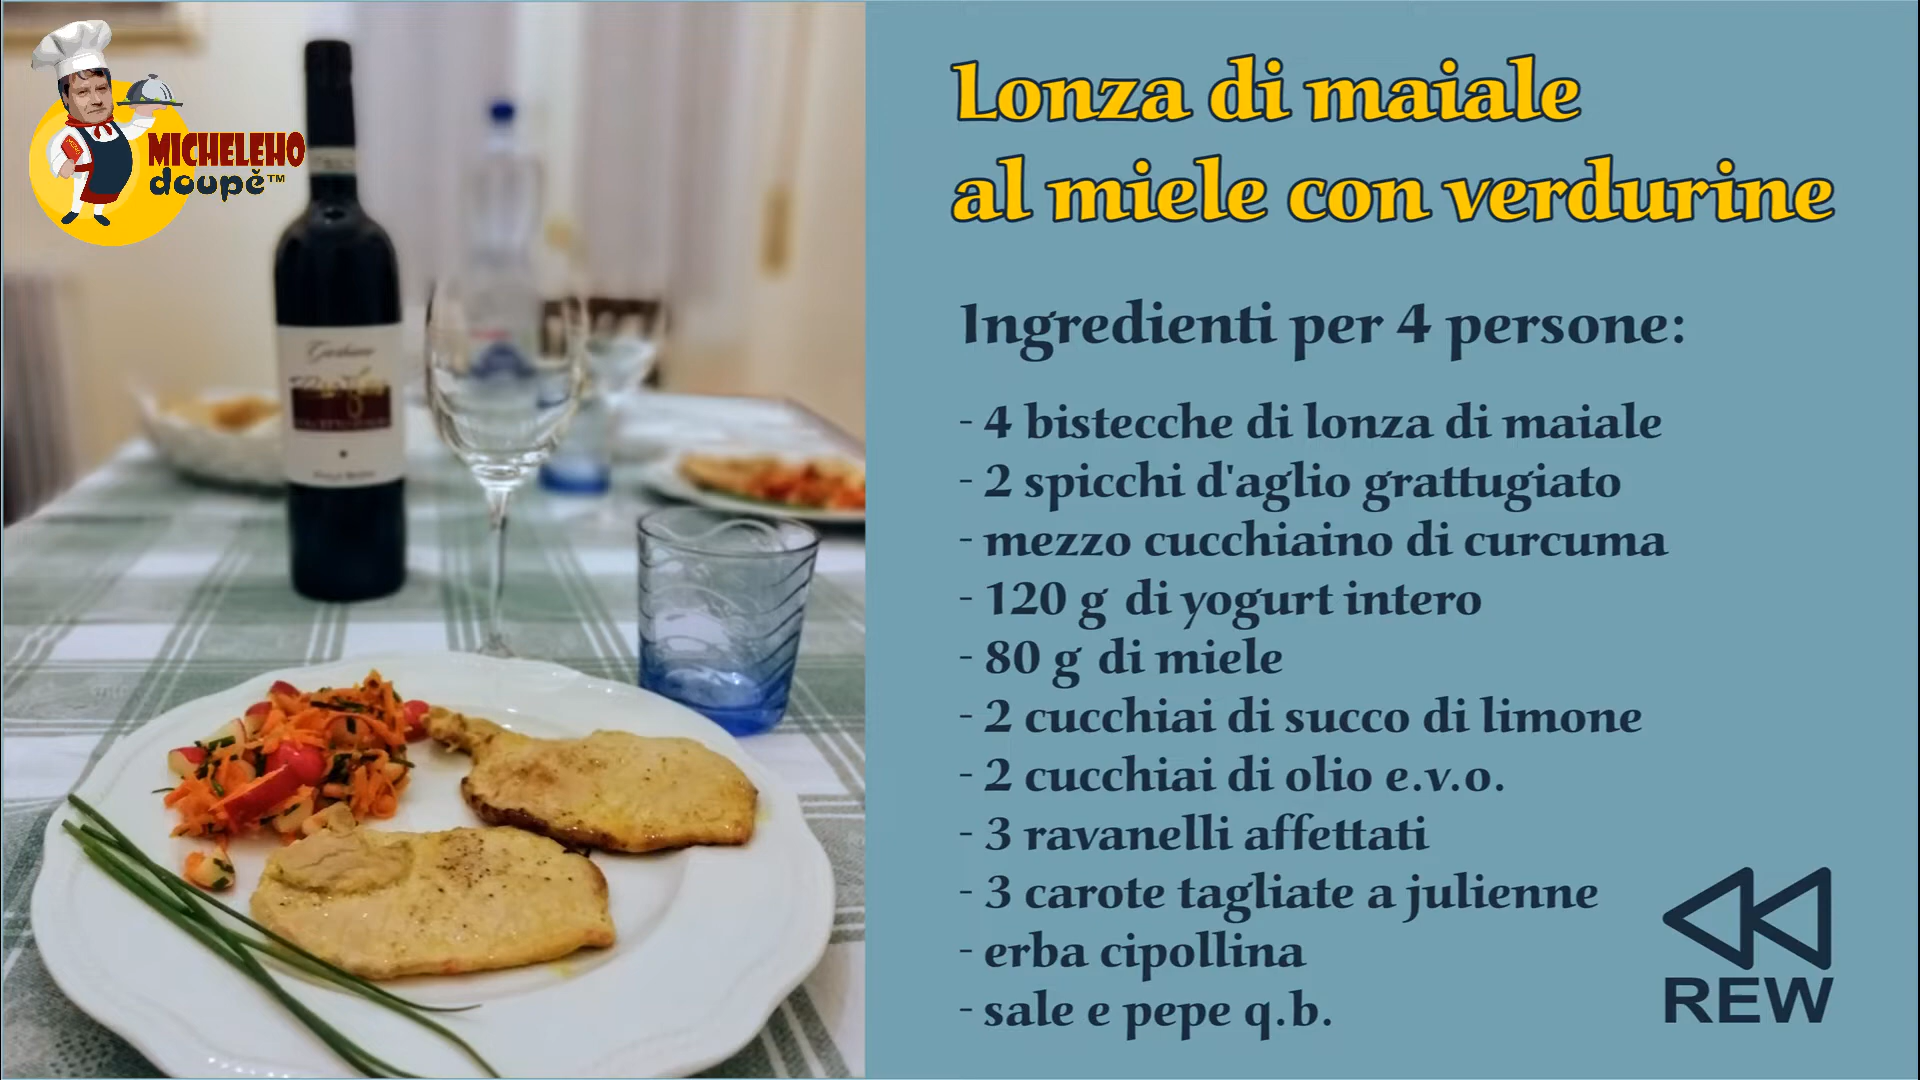 MICHELEHO
doupě™
Lonza di maiale
al miele con verdurine
Ingredienti per 4 persone:
- 4 bistecche di lonza di maiale
- 2 spicchi d'aglio grattugiato
- mezzo cucchiaino di curcuma
- 120 g di yogurt intero
- 80 g di miele
- 2 cucchiai di succo di limone
- 2 cucchiai di olio e.v.o.
- 3 ravanelli affettati
- 3 carote tagliate a julienne
- erba cipollina
- sale e pepe q.b.
REW